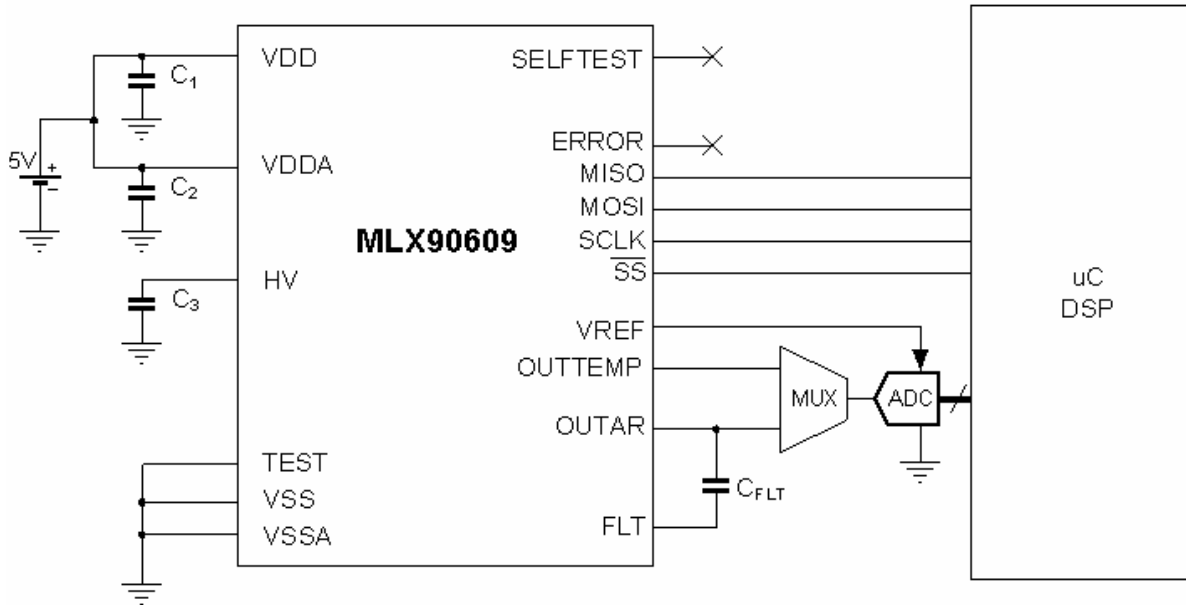 VDD
SELFTEST
C1
ERROR
5V
+
-
VDDA
MISO
C2
MOSI
MLX90609
SCLK
SS
HV
uC
DSP
C3
VREF
OUTTEMP
MUX
ADC
OUTAR
TEST
CFLT
VSS
FLT
VSSA